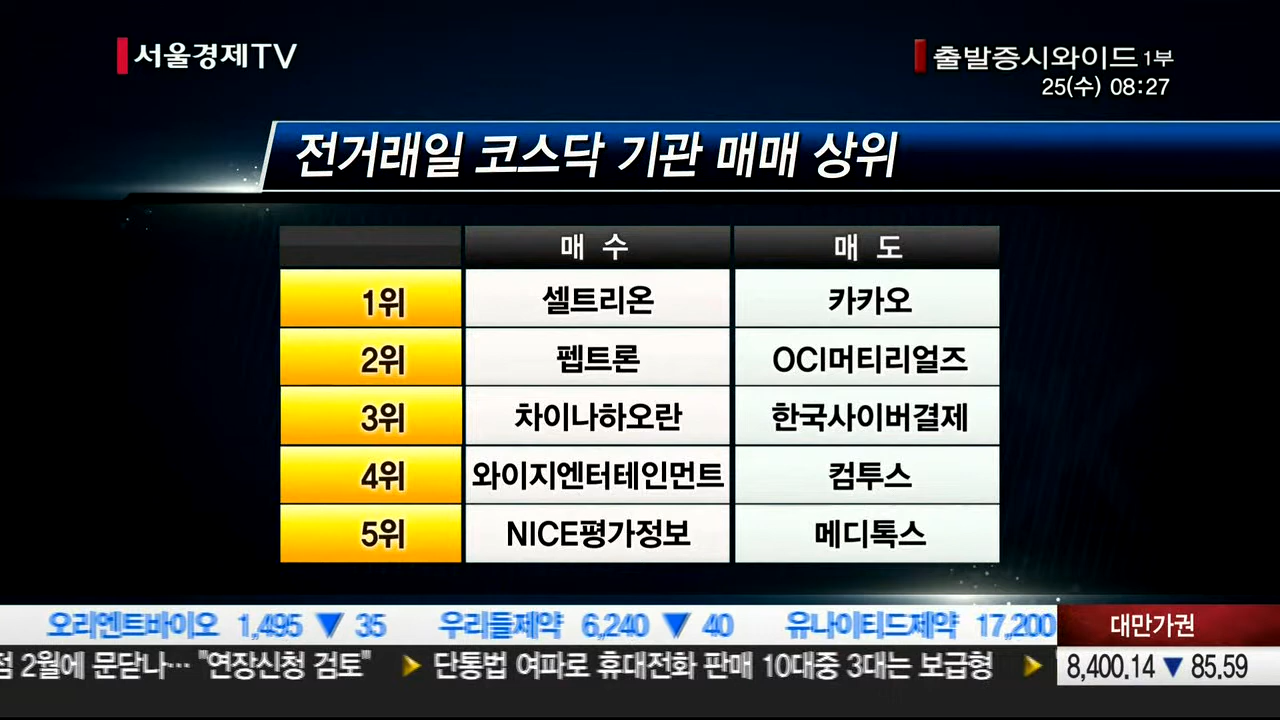 서울경제TV
출발증시와이드 1부
25(수) 08:27
전거래일 코스닥 기관 매매 상위
매 수 매 도
1위 셀트리온 카카오
2위 펩트론 OCI머티리얼즈
3위 차이나하오란 한국사이버결제
4위 와이지엔터테인먼트 컴투스
5위 NICE평가정보 메디톡스
오리엔트바이오 1,495 ▼ 35 우리들제약 6,240 ▼ 40 유나이티드제약 17,200
대만가권
점 2월에 문닫나… "연장신청 검토" ▶ 단통법 여파로 휴대전화 판매 10대중 3대는 보급형 ▶
8,400.14 ▼ 85.59